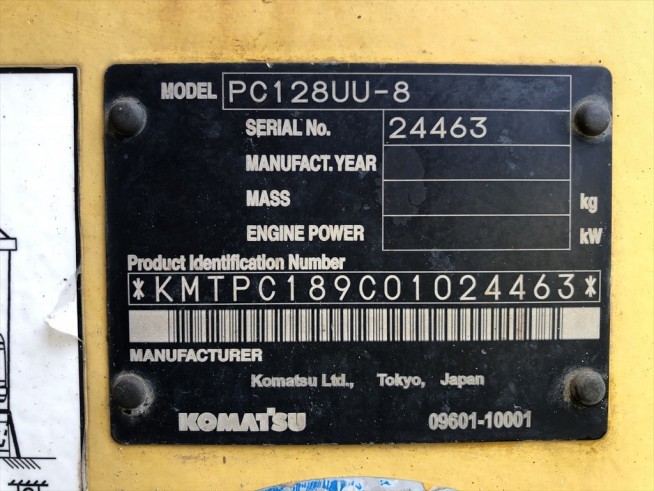 MODEL PC128UU-8
SERIAL No. 24463
MANUFACT. YEAR
MASS kg
ENGINE POWER kW
Product Identification Number
*KMTPC189C01024463*
MANUFACTURER
Komatsu Ltd., Tokyo, Japan
KOMATSU 09601-10001